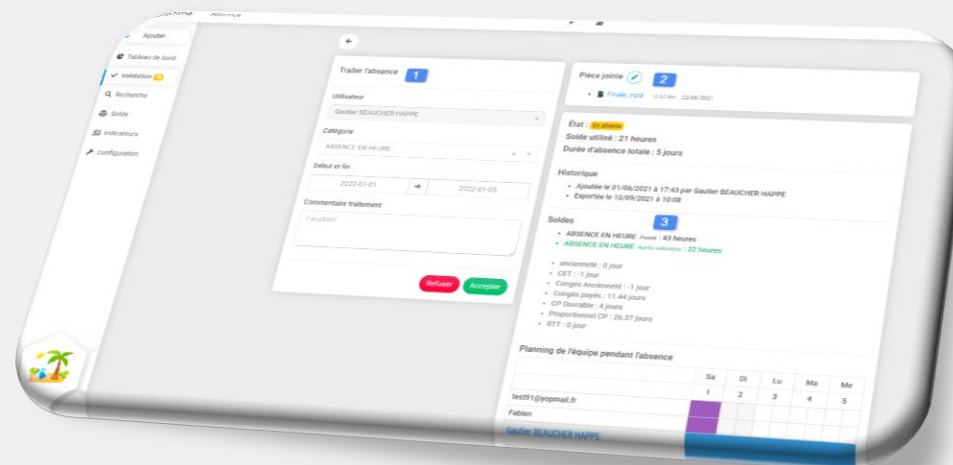 Absence
Ajouter
Tableau de bord
Validation
Recherche
Solde
Indicateurs
Configuration
Traiter l'absence 1
Utilisateur
Gautier BEAUCHER HAPPE
Catégorie
ABSENCE EN HEURE
Début et fin
2022-01-01 2022-01-05
Commentaire traitement
Facultatif
Refuser Accepter
Pièce jointe 2
Finale.mp4 22/06/2021
État : En attente
Solde utilisé : 21 heures
Durée d'absence totale : 5 jours
Historique
Ajoutée le 01/06/2021 à 17:43 par Gautier BEAUCHER HAPPE
Exportée le 10/09/2021 à 10:08
Soldes 3
ABSENCE EN HEURE Passé : 43 heures
ABSENCE EN HEURE Après validation : 22 heures
ancienneté : 0 jour
CET : -1 jour
Congés Ancienneté : -1 jour
Congés payés : 11.44 jours
CP Ouvrable : 4 jours
Proportionnel CP : 26.37 jours
RTT : 0 jour
Planning de l'équipe pendant l'absence
Sa Di Lu Ma Me
1 2 3 4 5
test91@yopmail.fr
Fabien
Gautier BEAUCHER HAPPE